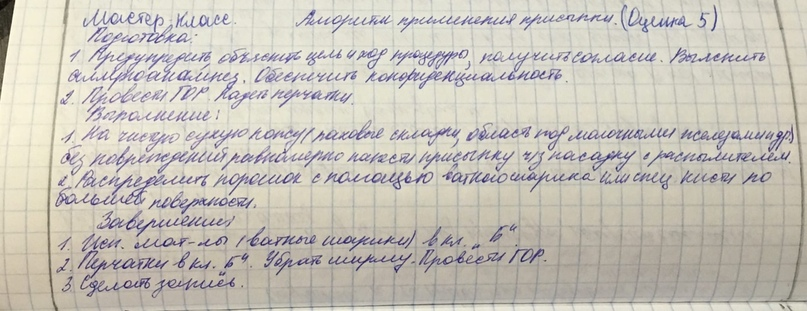 Мастер класс. Алгоритм применения присыпки. (Оценка 5)
Подготовка:
1. Предупредить объяснить цель и ход процедуры, получить согласие. Выяснить
аллергоанамнез. Обеспечить конфиденциальность.
2. Провести ГОР. Надеть перчатки.
Выполнение:
1. На чистую сухую кожу (паховые складки, область под молочными железами и др)
без повреждений равномерно нанести присыпку ч/з насадку с распылителем.
2. Распределить порошок с помощью ватного шарика или спец кисти по
большей поверхности.
Завершение:
1. Исп. мат-лы (ватные шарики) в кл. „Б“.
2. Перчатки в кл. „Б“. Убрать ширму. Провести ГОР.
3. Сделать запись.